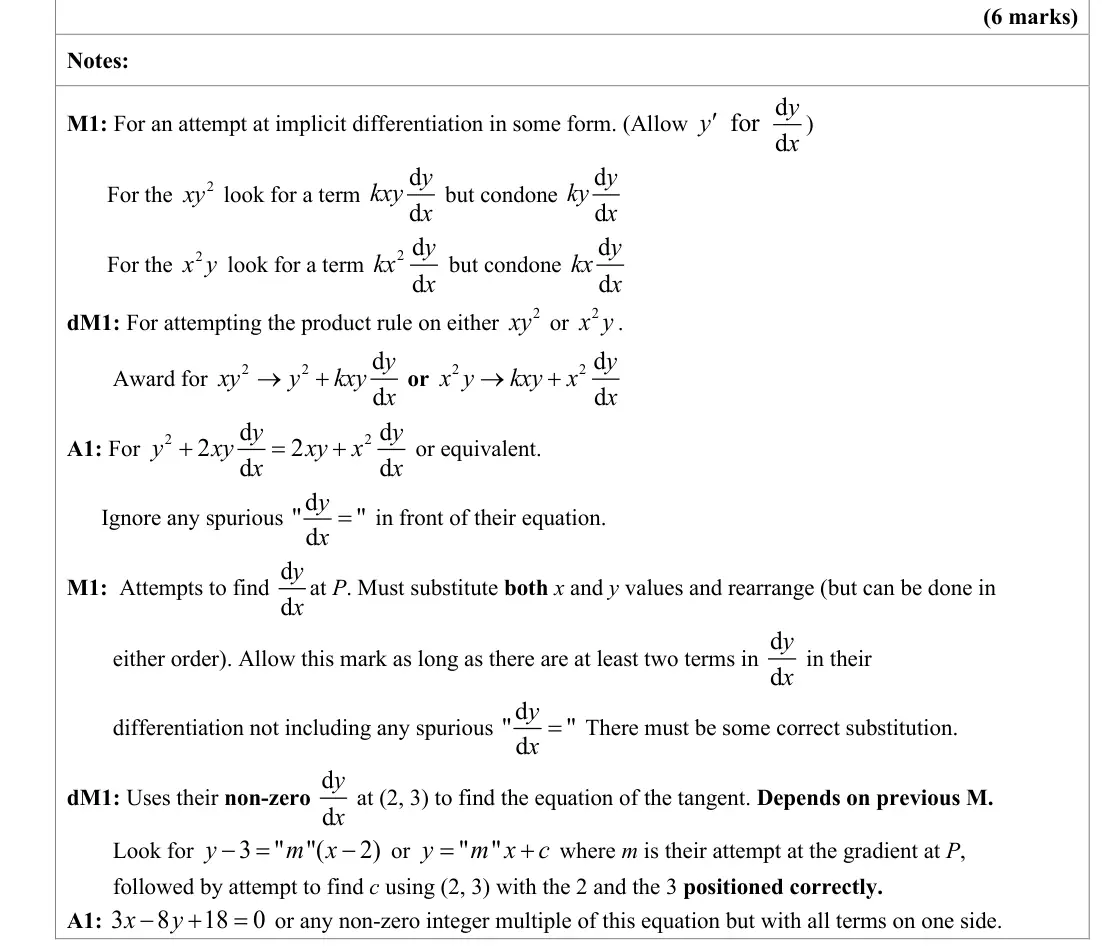 (6 marks)
Notes:
M1: For an attempt at implicit differentiation in some form. (Allow y′ for dy/dx)
For the xy² look for a term kxy dy/dx but condone ky dy/dx
For the x²y look for a term kx² dy/dx but condone kx dy/dx
dM1: For attempting the product rule on either xy² or x²y.
Award for xy² → y² + kxy dy/dx or x²y → kxy + x² dy/dx
A1: For y² + 2xy dy/dx = 2xy + x² dy/dx or equivalent.
Ignore any spurious "dy/dx =" in front of their equation.
M1: Attempts to find dy/dx at P. Must substitute both x and y values and rearrange (but can be done in
either order). Allow this mark as long as there are at least two terms in dy/dx in their
differentiation not including any spurious "dy/dx =" There must be some correct substitution.
dM1: Uses their non-zero dy/dx at (2, 3) to find the equation of the tangent. Depends on previous M.
Look for y − 3 = "m"(x − 2) or y = "m"x + c where m is their attempt at the gradient at P,
followed by attempt to find c using (2, 3) with the 2 and the 3 positioned correctly.
A1: 3x − 8y + 18 = 0 or any non-zero integer multiple of this equation but with all terms on one side.